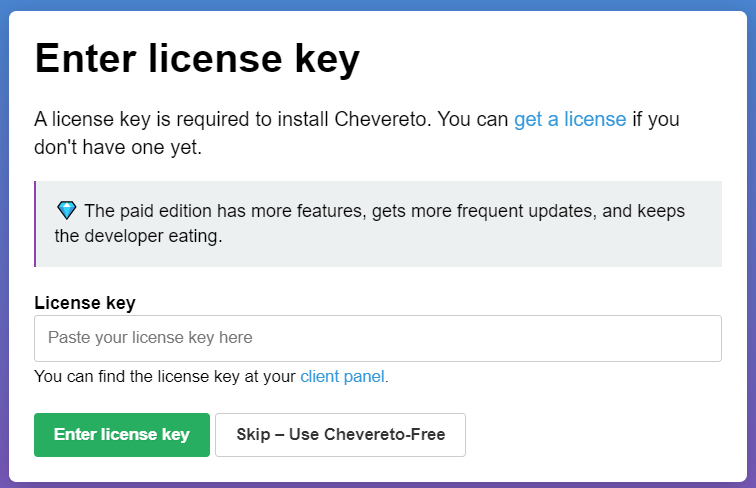 Enter license key
A license key is required to install Chevereto. You can get a license if you
don't have one yet.
The paid edition has more features, gets more frequent updates, and keeps
the developer eating.
License key
Paste your license key here
You can find the license key at your client panel.
Enter license key
Skip – Use Chevereto-Free